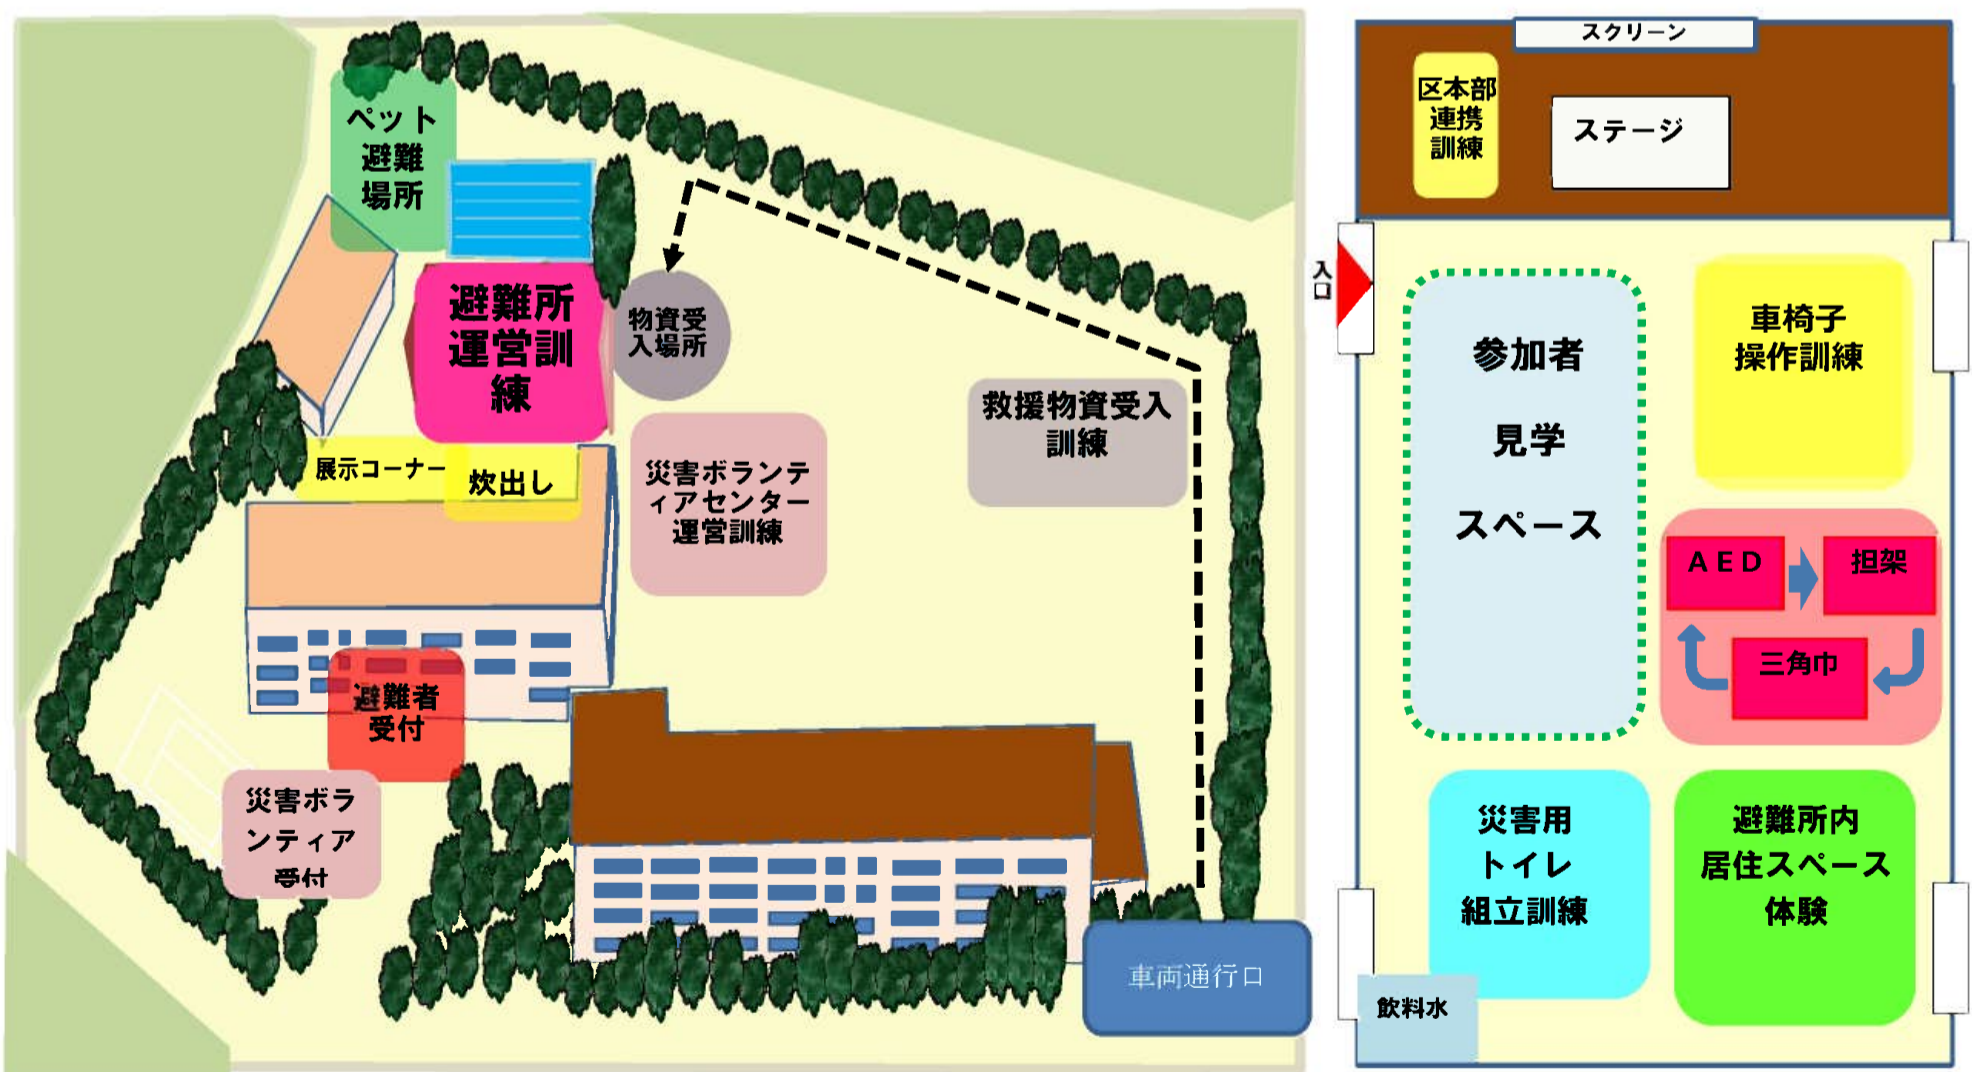 ペット
避難
場所
避難所
運営訓
練
物資受
入場所
救援物資受入
訓練
展示コーナー
炊出し
災害ボランテ
ィアセンター
運営訓練
避難者
受付
災害ボラ
ンティア
受付
車両通行口
スクリーン
区本部
連携
訓練
ステージ
入口
参加者
見学
スペース
車椅子
操作訓練
ＡＥＤ
担架
三角巾
災害用
トイレ
組立訓練
避難所内
居住スペース
体験
飲料水